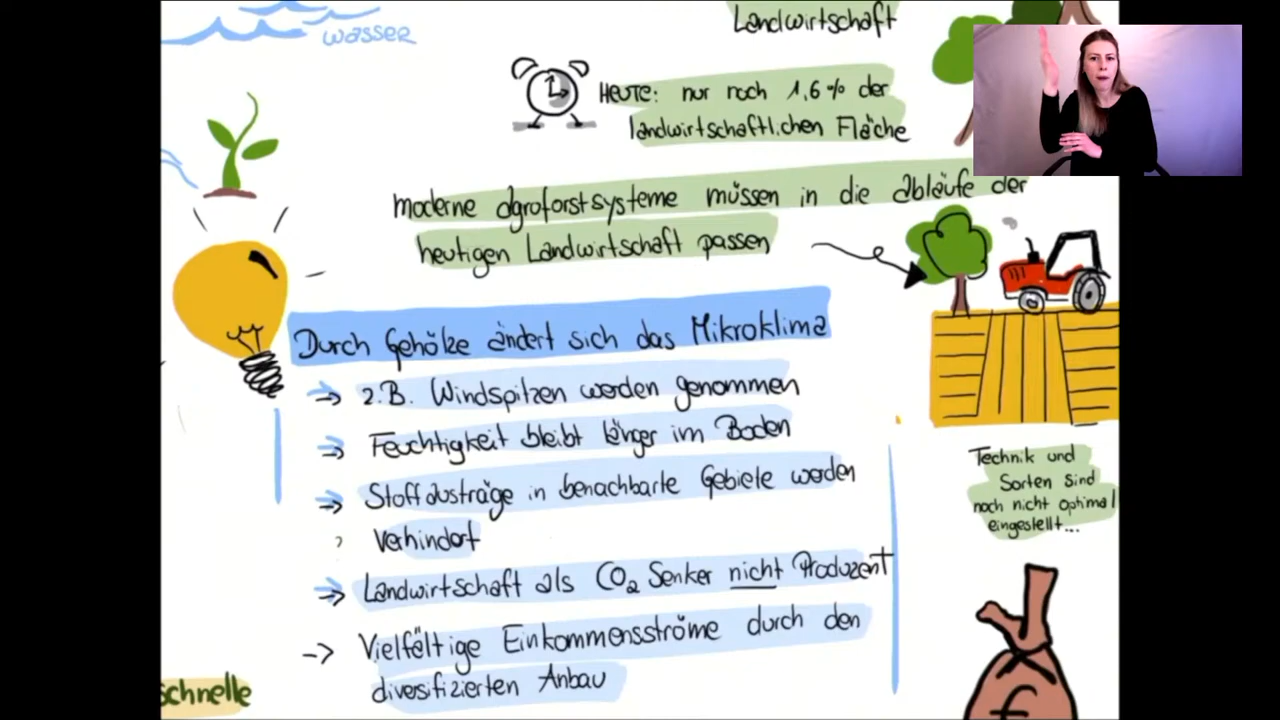 wasser
Landwirtschaft
HEUTE: nur noch 1,6% der
landwirtschaftlichen Fläche
moderne Agroforstsysteme müssen in die Abläufe der
heutigen Landwirtschaft passen
Durch Gehölze ändert sich das Mikroklima
→ z.B. Windspitzen werden genommen
→ Feuchtigkeit bleibt länger im Boden
→ Stoffausträge in benachbarte Gebiete werden
verhindert
→ Landwirtschaft als CO₂ Senker nicht Produzent
→ Vielfältige Einkommensströme durch den
diversifizierten Anbau
Technik und
Sorten sind
noch nicht optimal
eingestellt...
schnelle
€